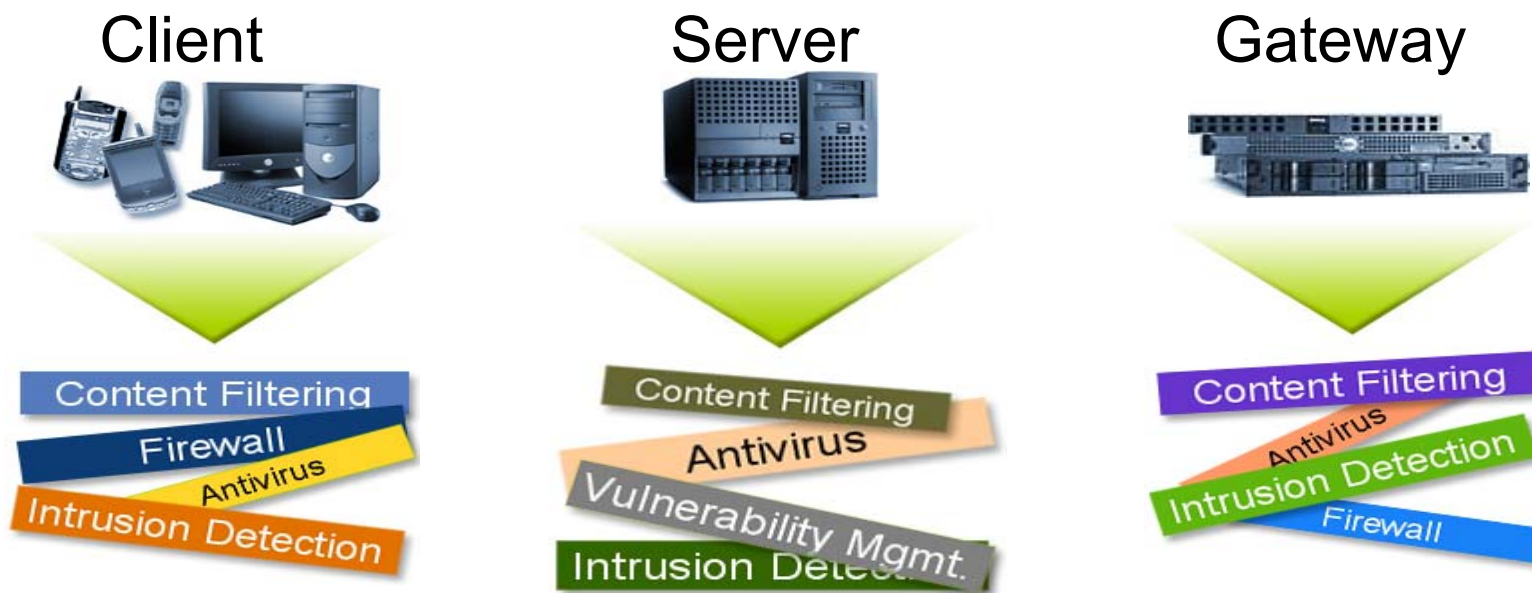 Client
Server
Gateway
Content Filtering
Firewall
Antivirus
Intrusion Detection
Content Filtering
Antivirus
Vulnerability Mgmt.
Intrusion Detection
Content Filtering
Antivirus
Intrusion Detection
Firewall